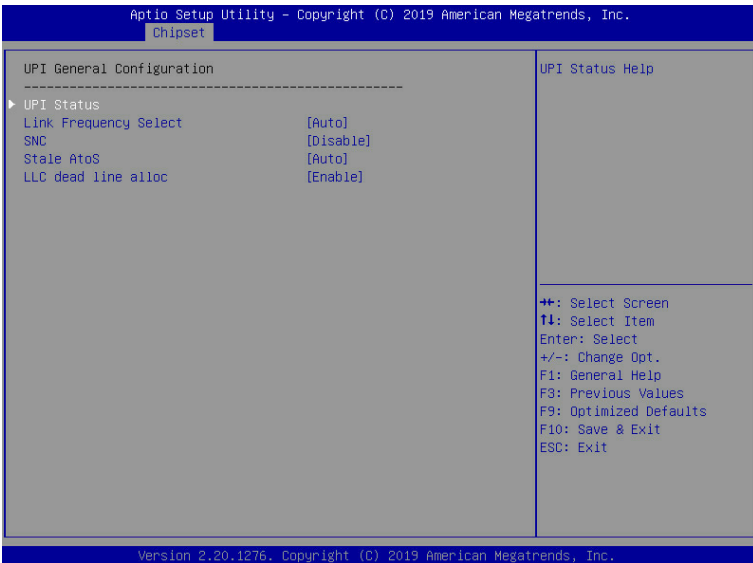 Aptio Setup Utility – Copyright (C) 2019 American Megatrends, Inc.
Chipset
UPI General Configuration
--------------------------------------------------
UPI Status
Link Frequency Select [Auto]
SNC [Disable]
Stale AtoS [Auto]
LLC dead line alloc [Enable]
UPI Status Help
→←: Select Screen
↑↓: Select Item
Enter: Select
+/-: Change Opt.
F1: General Help
F3: Previous Values
F9: Optimized Defaults
F10: Save & Exit
ESC: Exit
Version 2.20.1276. Copyright (C) 2019 American Megatrends, Inc.